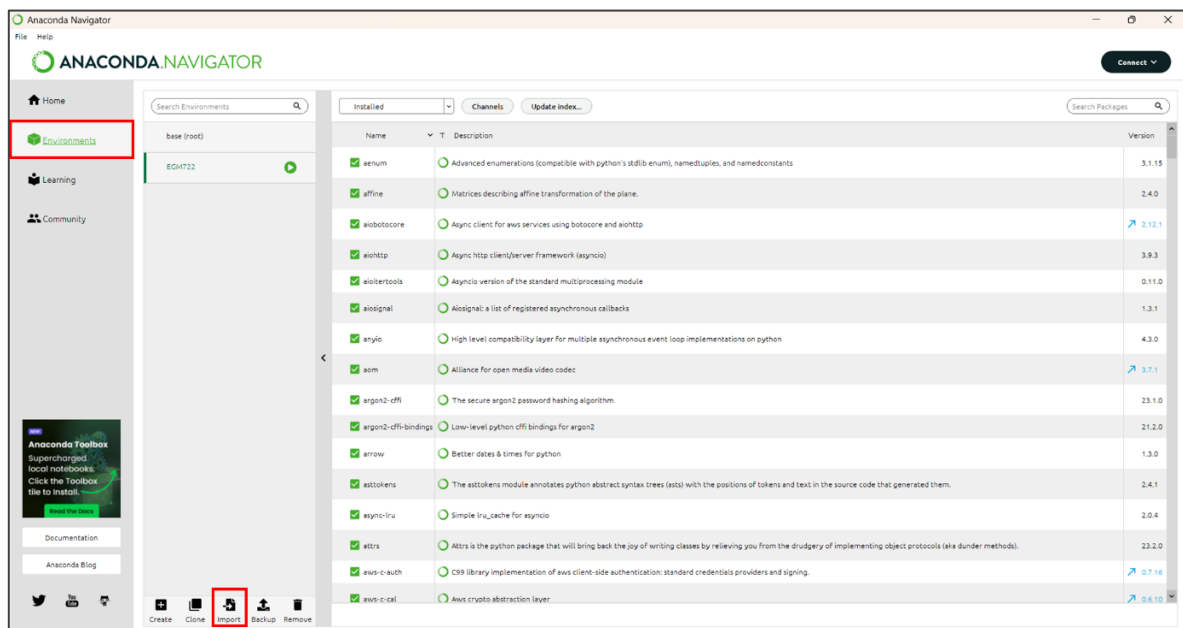 Anaconda Navigator
File Help
ANACONDA.NAVIGATOR
Connect
Home
Environments
Learning
Community
NEW
Anaconda Toolbox
Supercharged
local notebooks.
Click the Toolbox
tile to install.
Read the Docs
Documentation
Anaconda Blog
You
Tube
Search Environments
base (root)
EGM722
Create Clone Import Backup Remove
Installed Channels Update index... Search Packages
Name T Description Version
aenum Advanced enumerations (compatible with python's stdlib enum), namedtuples, and namedconstants 3.1.15
affine Matrices describing affine transformation of the plane. 2.4.0
aiobotocore Async client for aws services using botocore and aiohttp 2.12.1
aiohttp Async http client/server framework (asyncio) 3.9.3
aioitertools Asyncio version of the standard multiprocessing module 0.11.0
aiosignal Aiosignal: a list of registered asynchronous callbacks 1.3.1
anyio High level compatibility layer for multiple asynchronous event loop implementations on python 4.3.0
aom Alliance for open media video codec 3.7.1
argon2-cffi The secure argon2 password hashing algorithm. 23.1.0
argon2-cffi-bindings Low-level python cffi bindings for argon2 21.2.0
arrow Better dates & times for python 1.3.0
asttokens The asttokens module annotates python abstract syntax trees (asts) with the positions of tokens and text in the source code that generated them. 2.4.1
async-lru Simple lru_cache for asyncio 2.0.4
attrs Attrs is the python package that will bring back the joy of writing classes by relieving you from the drudgery of implementing object protocols (aka dunder methods). 23.2.0
aws-c-auth C99 library implementation of aws client-side authentication: standard credentials providers and signing. 0.7.16
aws-c-cal Aws crypto abstraction layer 0.6.10